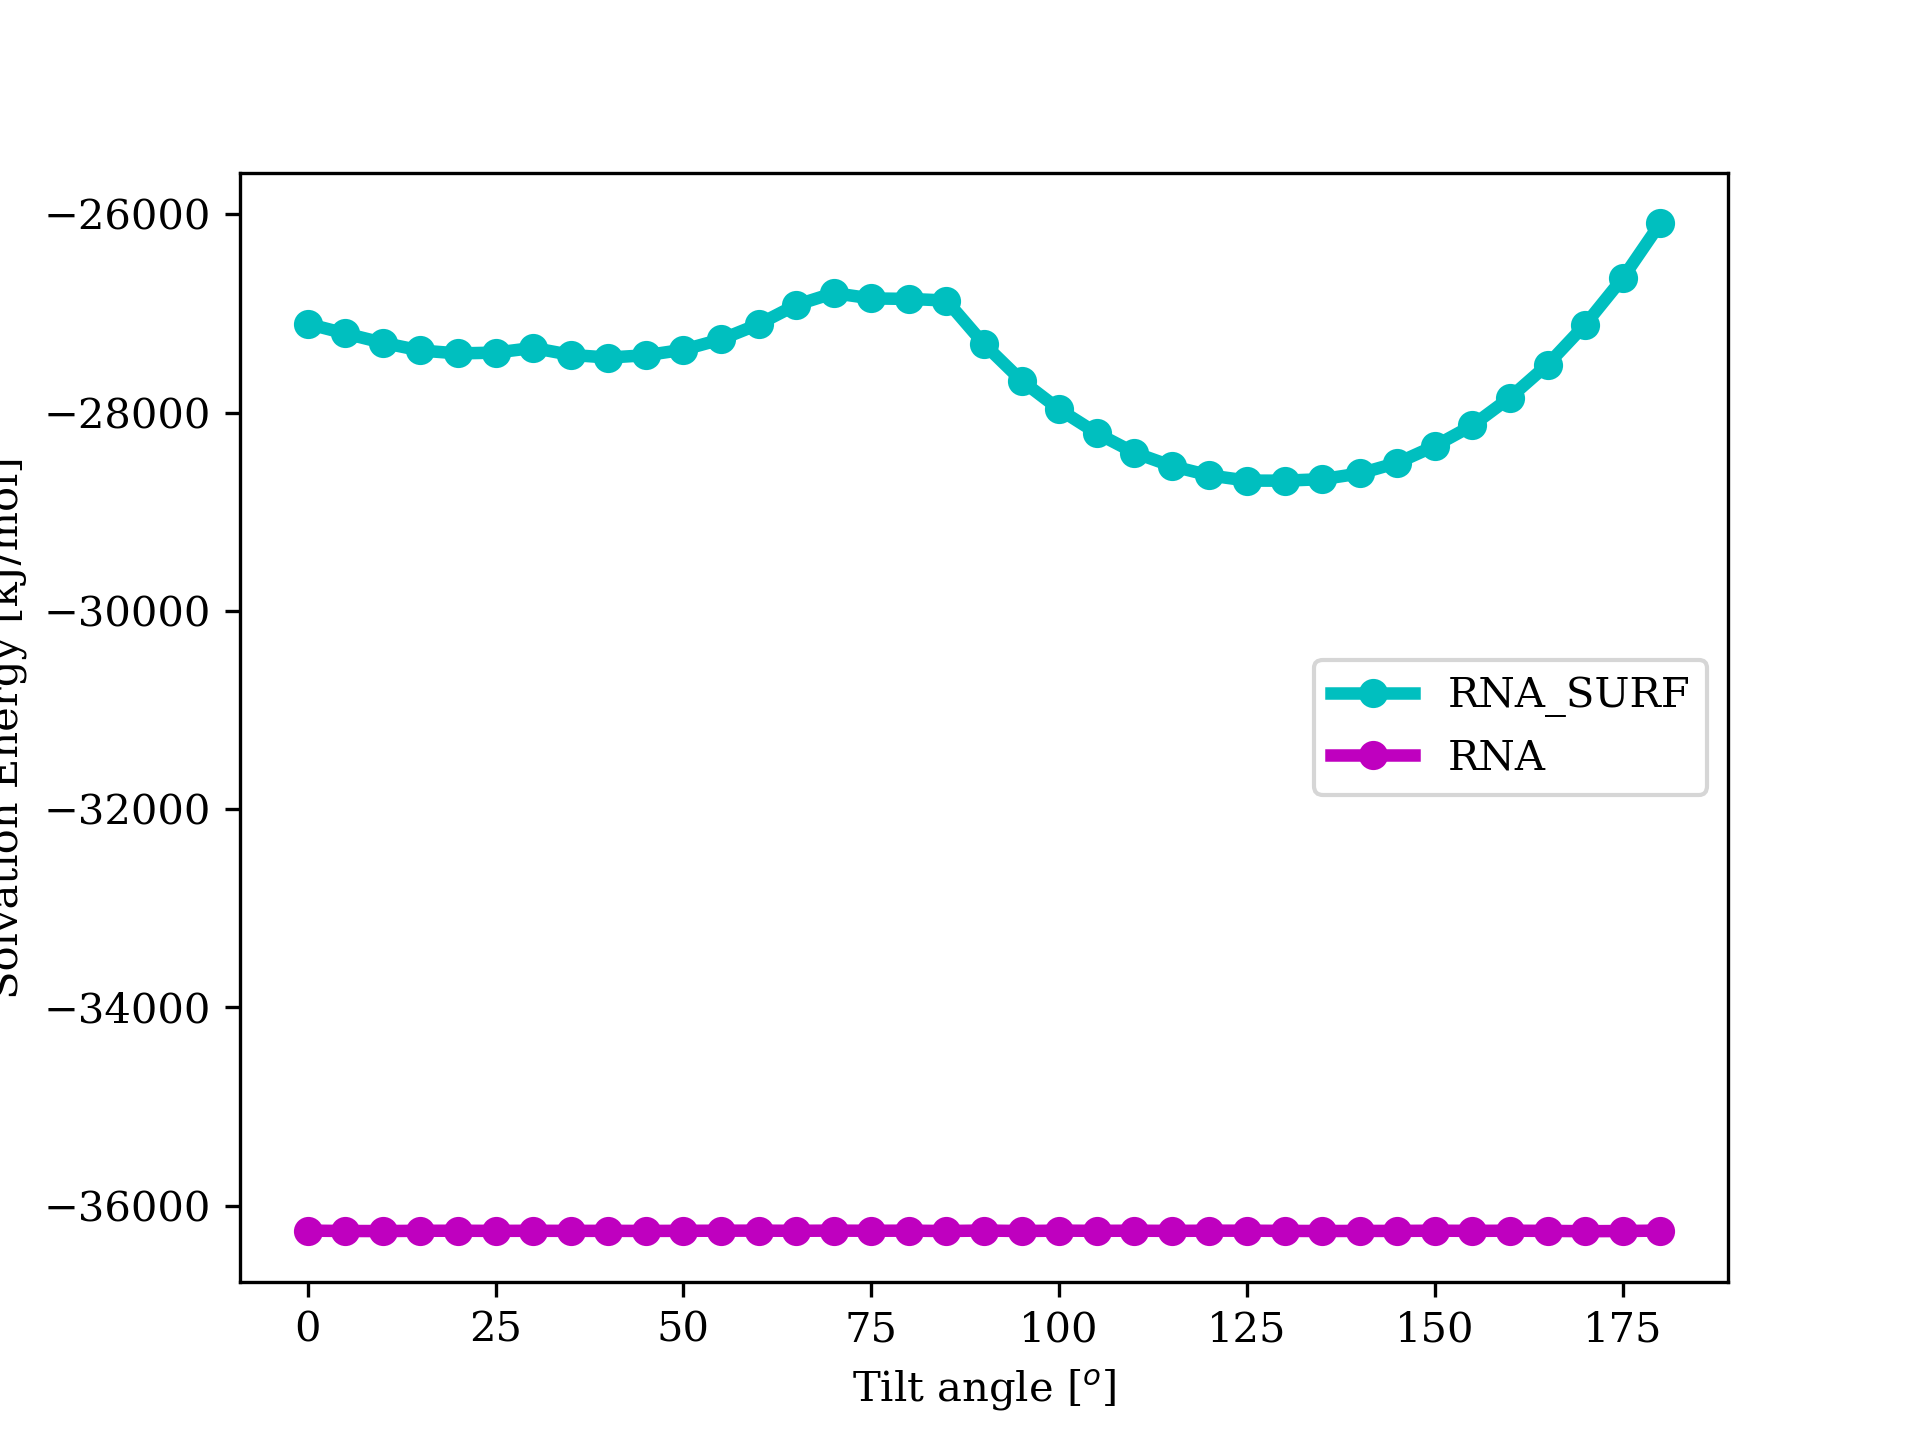 −26000
−28000
−30000
−32000
−34000
−36000
Solvation Energy [kJ/mol]
RNA_SURF
RNA
0 25 50 75 100 125 150 175
Tilt angle [°]